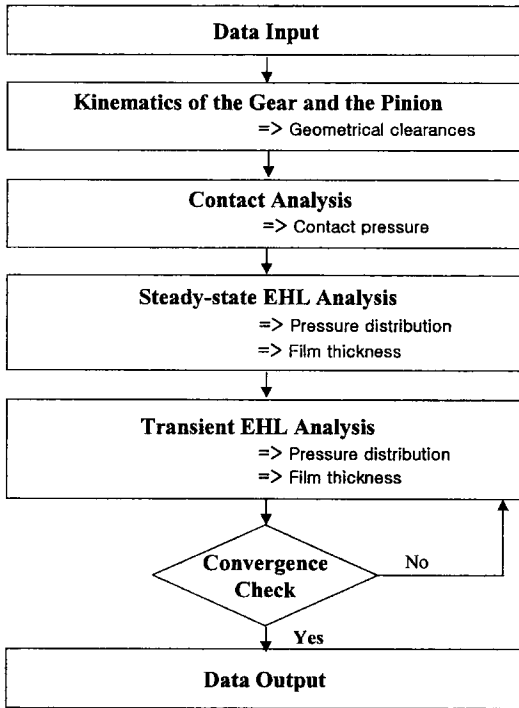 Data Input
Kinematics of the Gear and the Pinion
=> Geometrical clearances
Contact Analysis
=> Contact pressure
Steady-state EHL Analysis
=> Pressure distribution
=> Film thickness
Transient EHL Analysis
=> Pressure distribution
=> Film thickness
Convergence
Check
No
Yes
Data Output